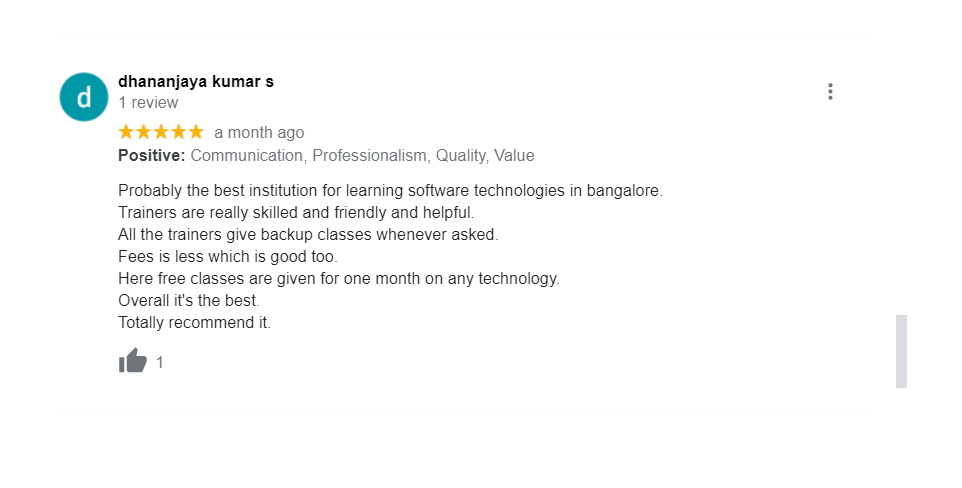 d
dhananjaya kumar s
1 review
a month ago
Positive: Communication, Professionalism, Quality, Value
Probably the best institution for learning software technologies in bangalore.
Trainers are really skilled and friendly and helpful.
All the trainers give backup classes whenever asked.
Fees is less which is good too.
Here free classes are given for one month on any technology.
Overall it's the best.
Totally recommend it.
1